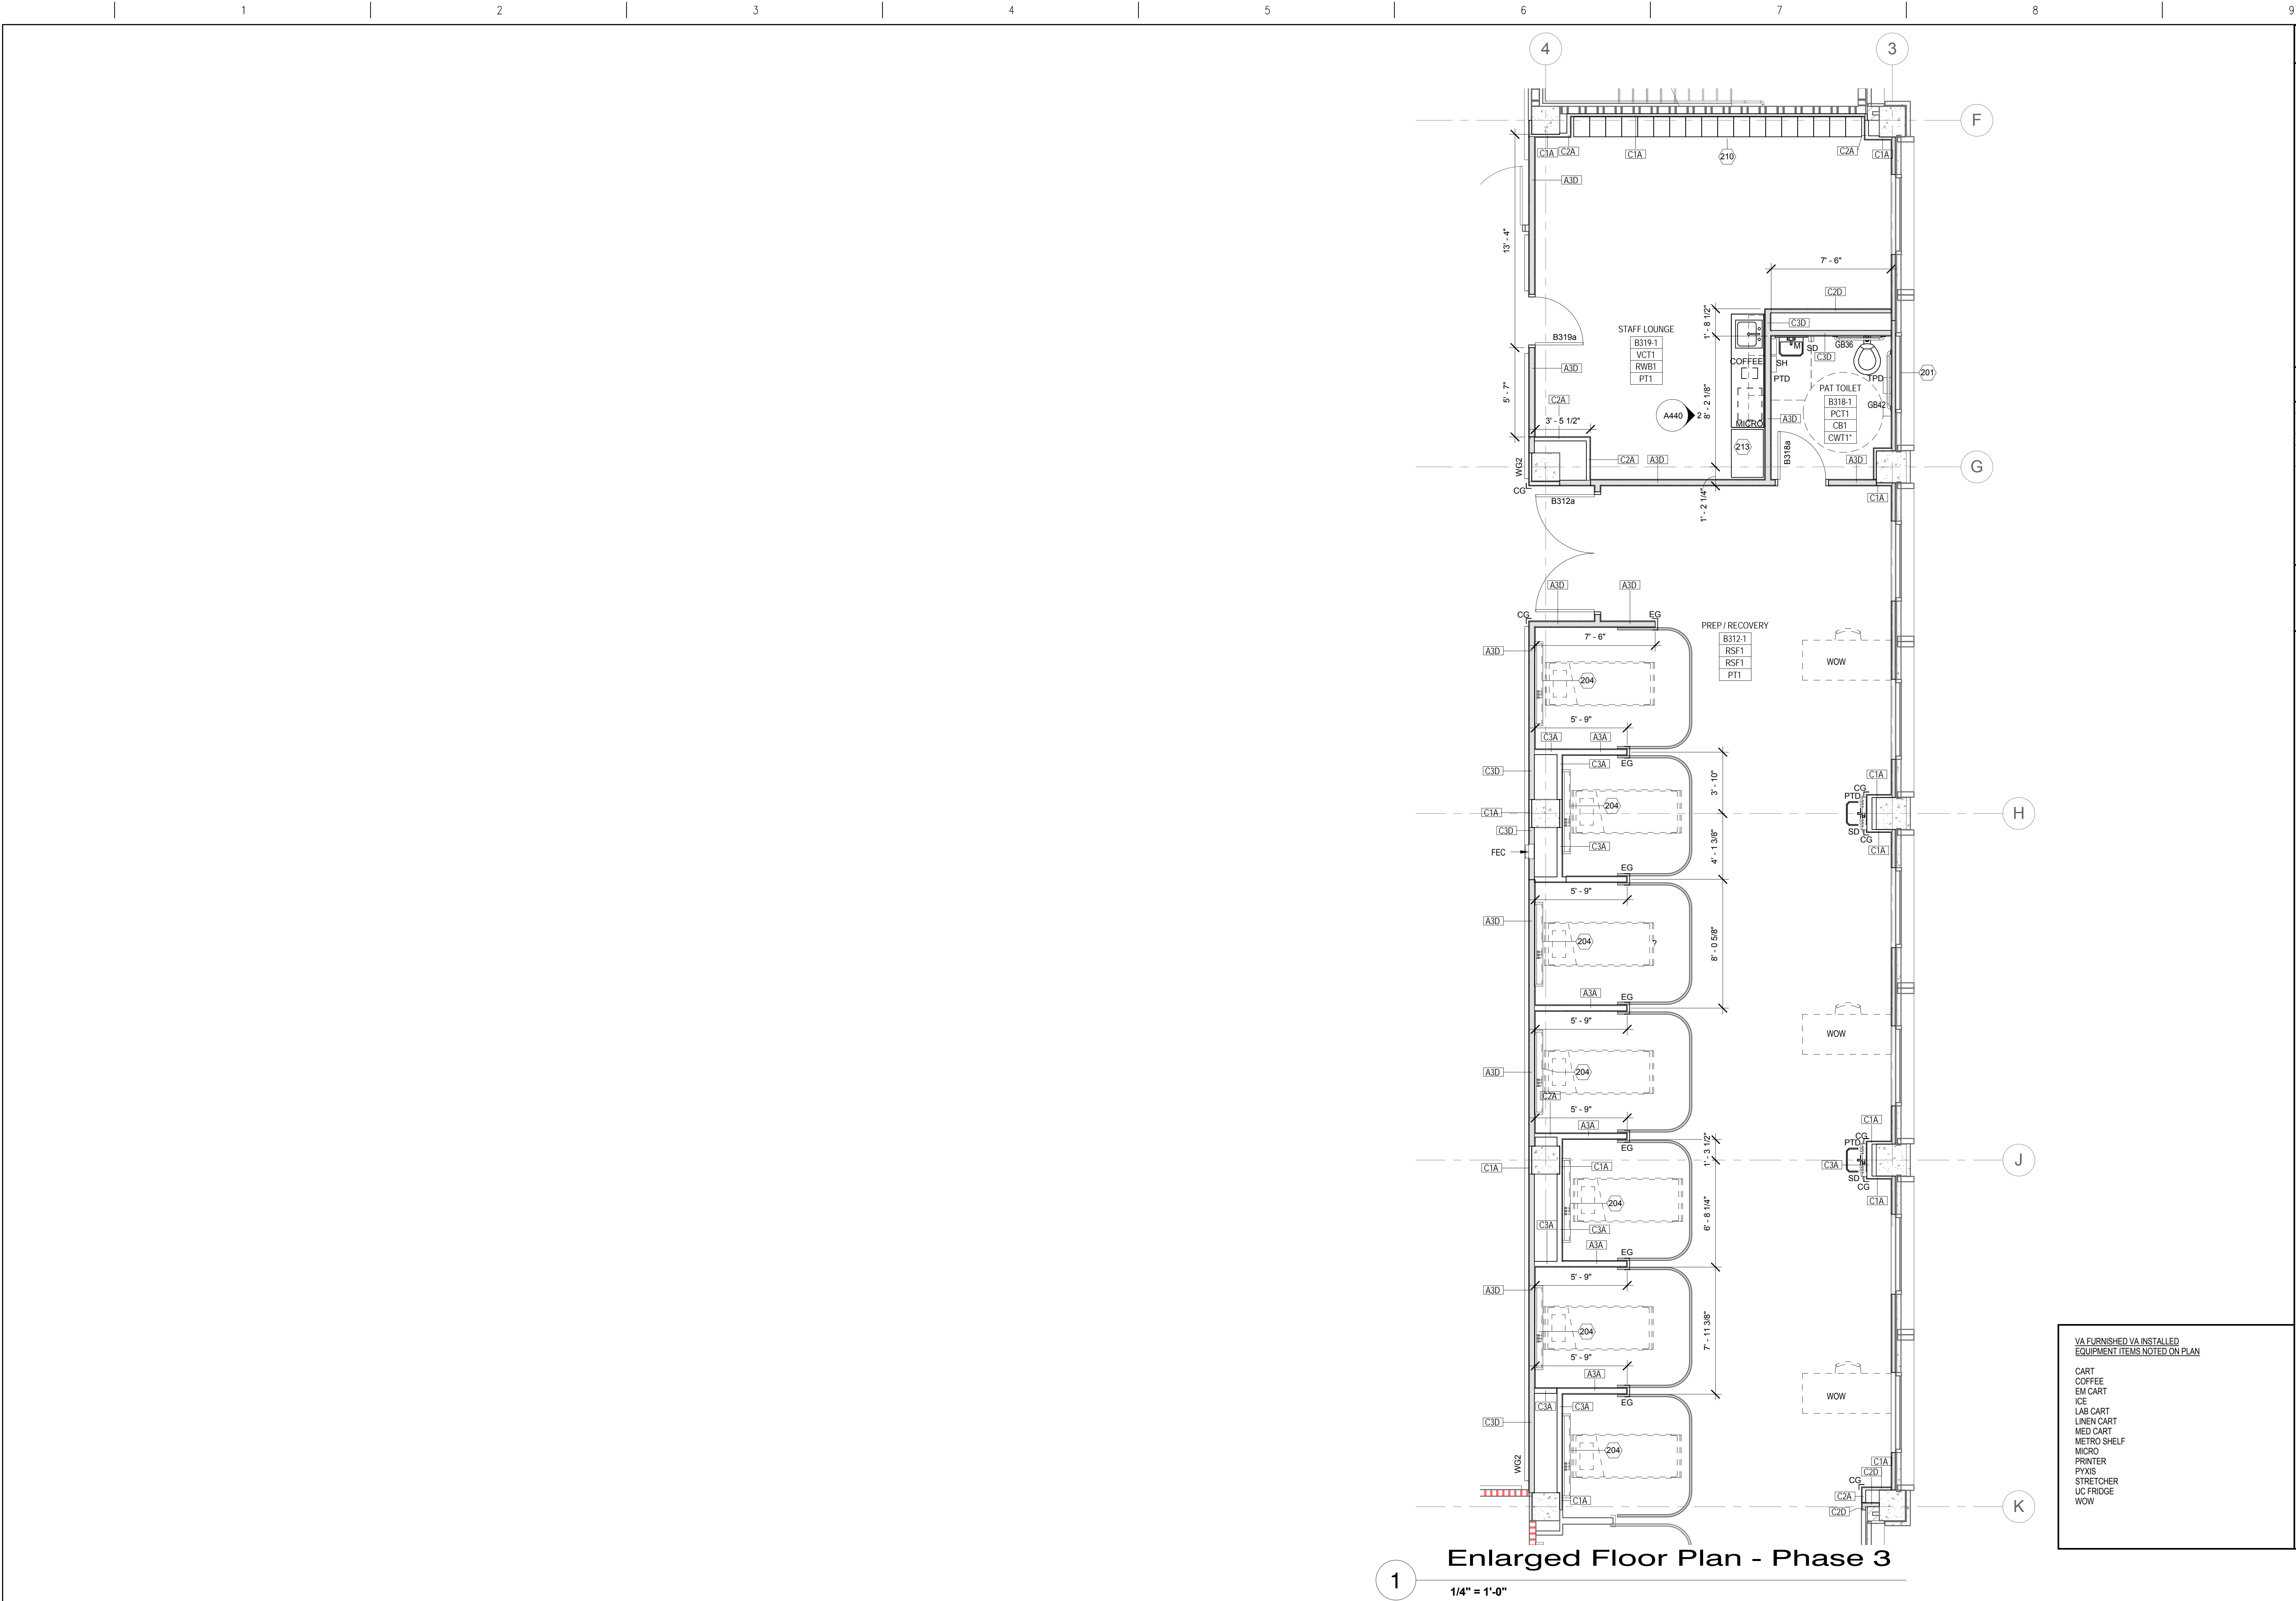 1
2
3
4
5
6
7
8
9
4
3
F
C1A
C2A
C1A
210
C2A
C1A
A3D
13' - 4"
7' - 6"
C2D
1' - 8 1/2"
C3D
STAFF LOUNGE
B319-1
VCT1
RWB1
PT1
B319a
M
SD
GB36
C3D
COFFEE
SH
PTD
TPD
201
A3D
PAT TOILET
B318-1
PCT1
CB1
CWT1*
5' - 7"
C2A
8' - 2 1/8"
GB42
3' - 5 1/2"
A440
2
A3D
MICRO
213
B318a
WG2
C2A
A3D
A3D
G
CG
B312a
C1A
1' - 2 1/4"
A3D
A3D
CG
EG
PREP / RECOVERY
B312-1
RSF1
RSF1
PT1
7' - 6"
A3D
WOW
204
5' - 9"
C3A
A3A
C3A
EG
C3D
C1A
3' - 10"
CG
PTD
204
C1A
H
C3D
SD
CG
C3A
FEC
C1A
4' - 1 3/8"
EG
5' - 9"
A3D
204
?
8' - 0 5/8"
A3A
EG
5' - 9"
WOW
A3D
204
C2A
5' - 9"
A3A
C1A
CG
PTD
EG
1' - 3 1/2"
C1A
C1A
C3A
J
SD
CG
204
C1A
C3A
C3A
6' - 8 1/4"
A3A
EG
5' - 9"
A3D
204
7' - 11 3/8"
5' - 9"
A3A
WOW
C3A
C3A
EG
C3D
204
WG2
C1A
C2D
CG
C2A
C1A
C2D
K
VA FURNISHED VA INSTALLED
EQUIPMENT ITEMS NOTED ON PLAN
CART
COFFEE
EM CART
ICE
LAB CART
LINEN CART
MED CART
METRO SHELF
MICRO
PRINTER
PYXIS
STRETCHER
UC FRIDGE
WOW
Enlarged Floor Plan - Phase 3
1
1/4" = 1'-0"